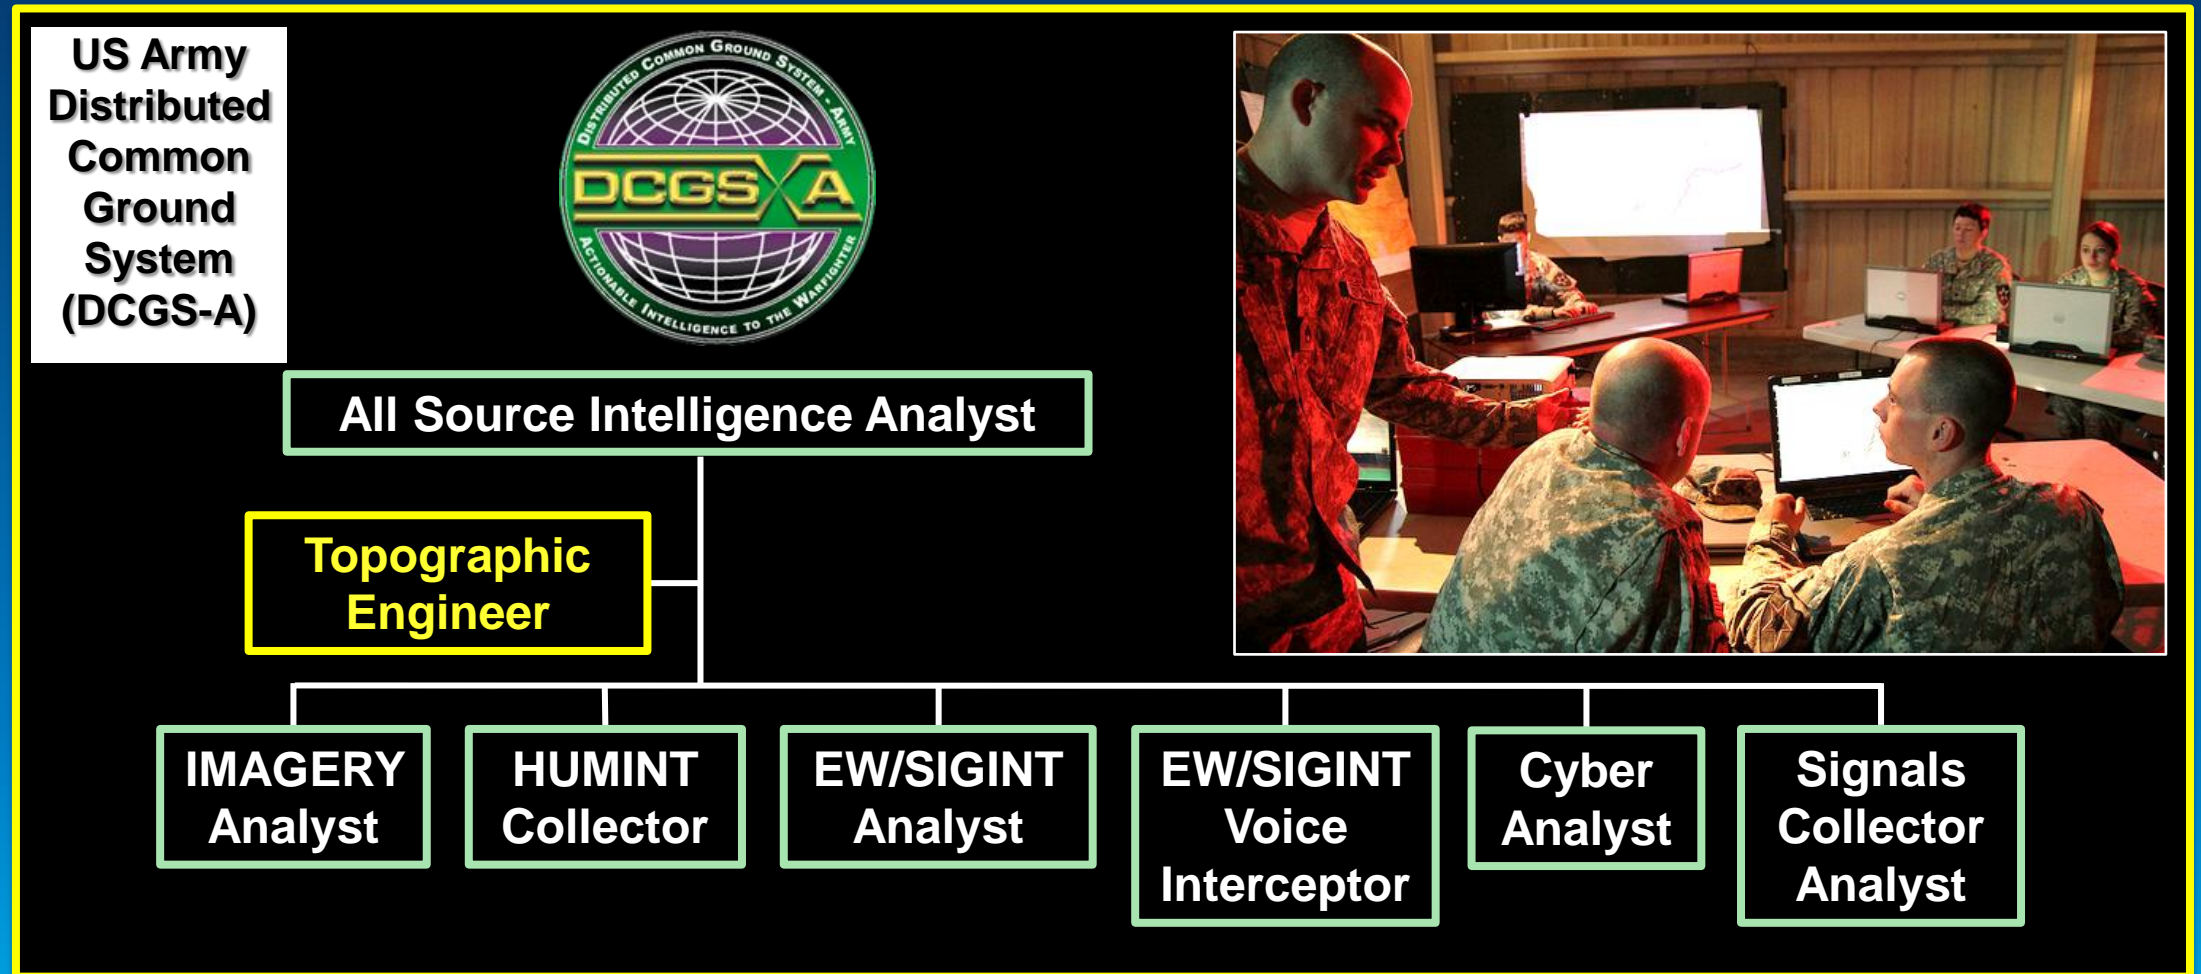 US Army
Distributed
Common
Ground
System
(DCGS-A)
DISTRIBUTED COMMON GROUND SYSTEM - ARMY
DCGS A
ACTIONABLE INTELLIGENCE TO THE WARFIGHTER
All Source Intelligence Analyst
Topographic
Engineer
IMAGERY
Analyst
HUMINT
Collector
EW/SIGINT
Analyst
EW/SIGINT
Voice
Interceptor
Cyber
Analyst
Signals
Collector
Analyst